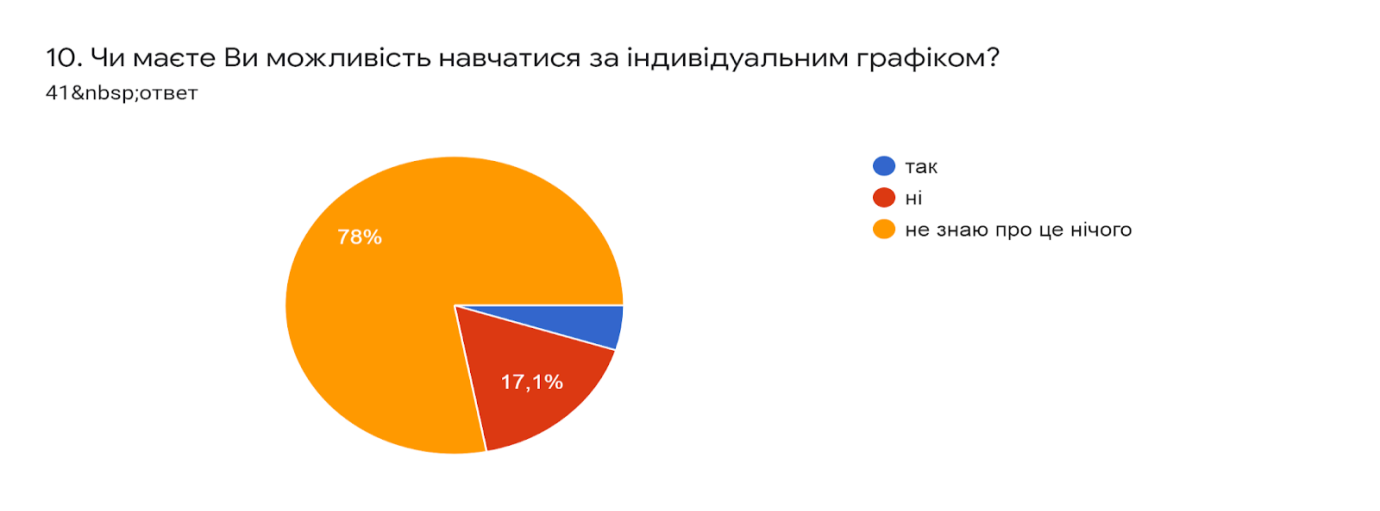 10. Чи маєте Ви можливість навчатися за індивідуальним графіком?
41&nbsp;ответ
78%
17,1%
так
ні
не знаю про це нічого